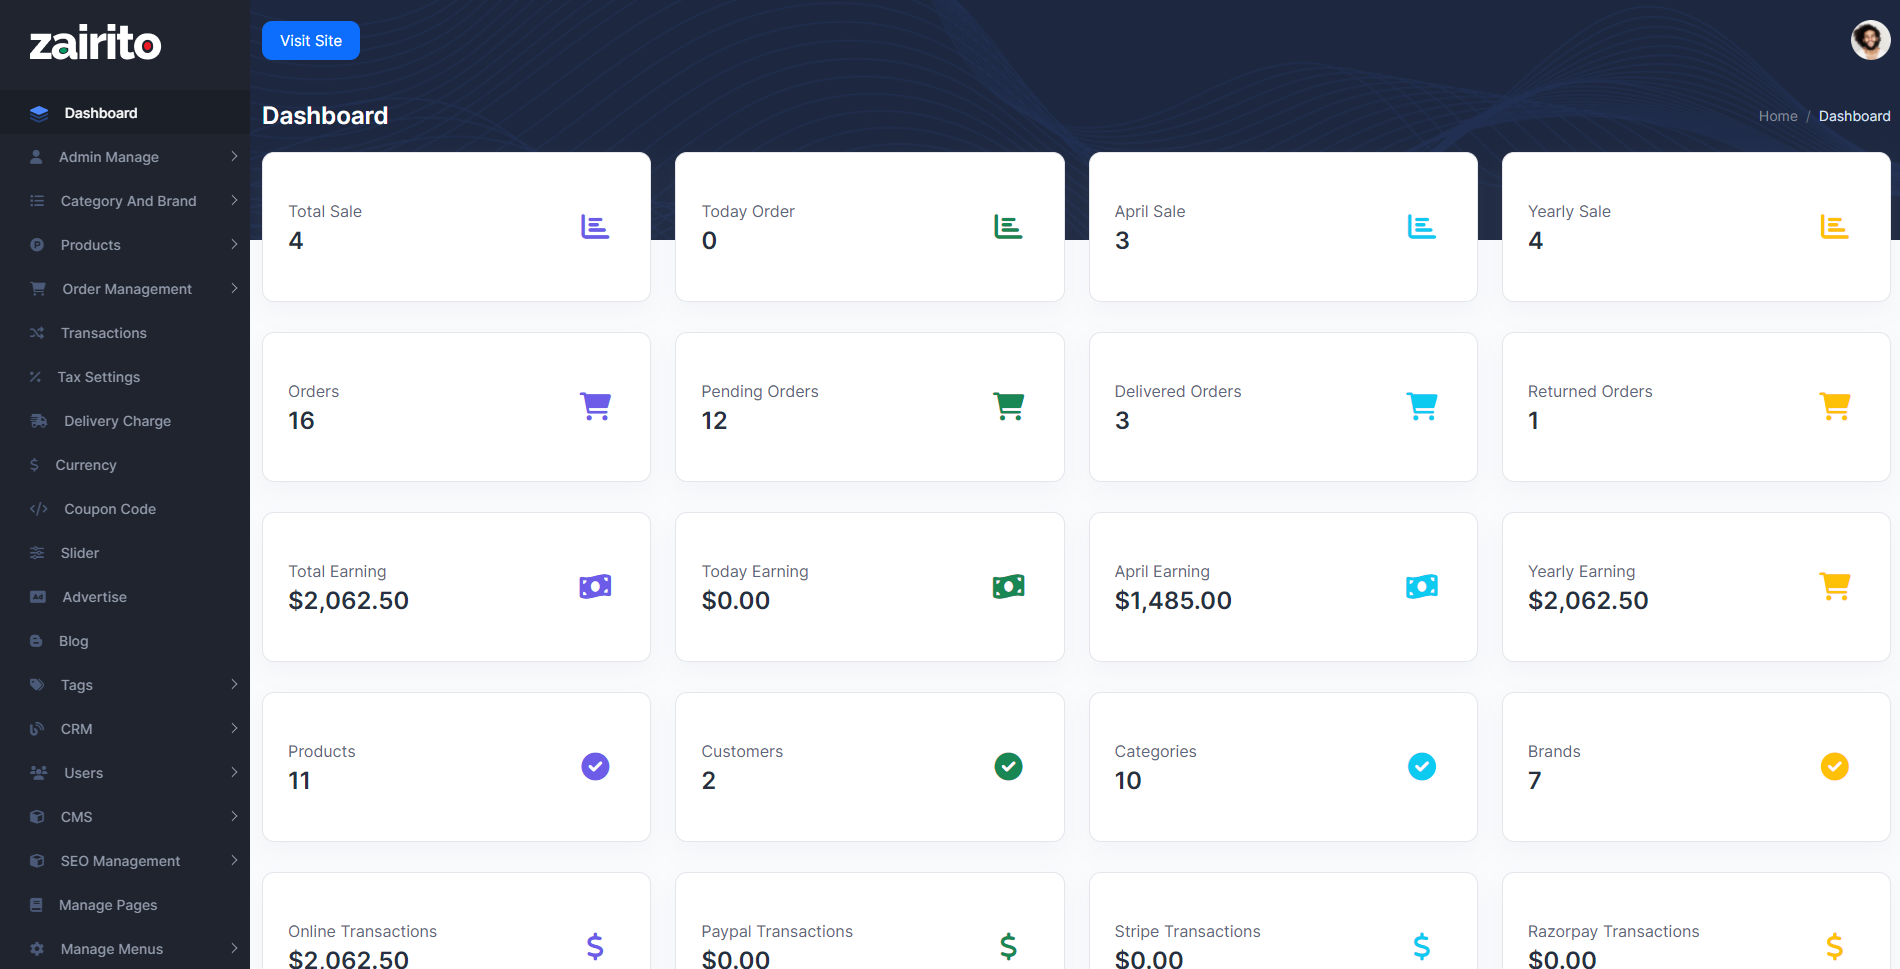 zairito
Visit Site
Dashboard
Admin Manage
Category And Brand
Products
Order Management
Transactions
Tax Settings
Delivery Charge
Currency
Coupon Code
Slider
Advertise
Blog
Tags
CRM
Users
CMS
SEO Management
Manage Pages
Manage Menus
Dashboard
Home / Dashboard
Total Sale
4
Today Order
0
April Sale
3
Yearly Sale
4
Orders
16
Pending Orders
12
Delivered Orders
3
Returned Orders
1
Total Earning
$2,062.50
Today Earning
$0.00
April Earning
$1,485.00
Yearly Earning
$2,062.50
Products
11
Customers
2
Categories
10
Brands
7
Online Transactions
$2,062.50
Paypal Transactions
$0.00
Stripe Transactions
$0.00
Razorpay Transactions
$0.00